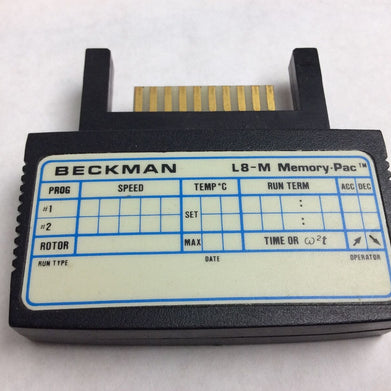 BECKMAN L8-M Memory-Pac™
PROG SPEED TEMP °C RUN TERM ACC DEC
#1 :
SET
#2 :
ROTOR MAX TIME OR ω²t
RUN TYPE DATE OPERATOR